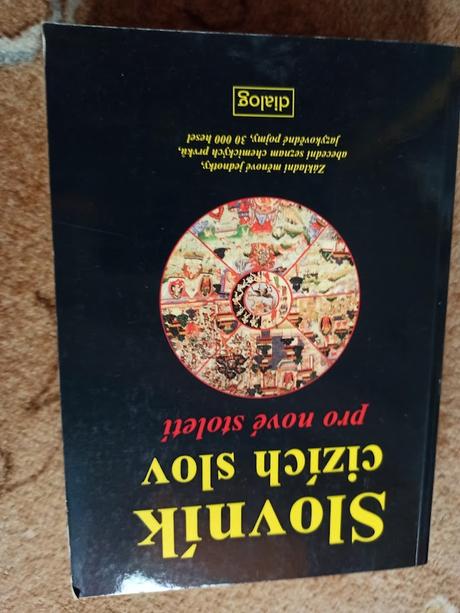 Slovník
cizích slov
pro nové století
Základní měnové jednotky,
abecední seznam chemických prvků,
jazykovědné pojmy, 30 000 hesel
dialog